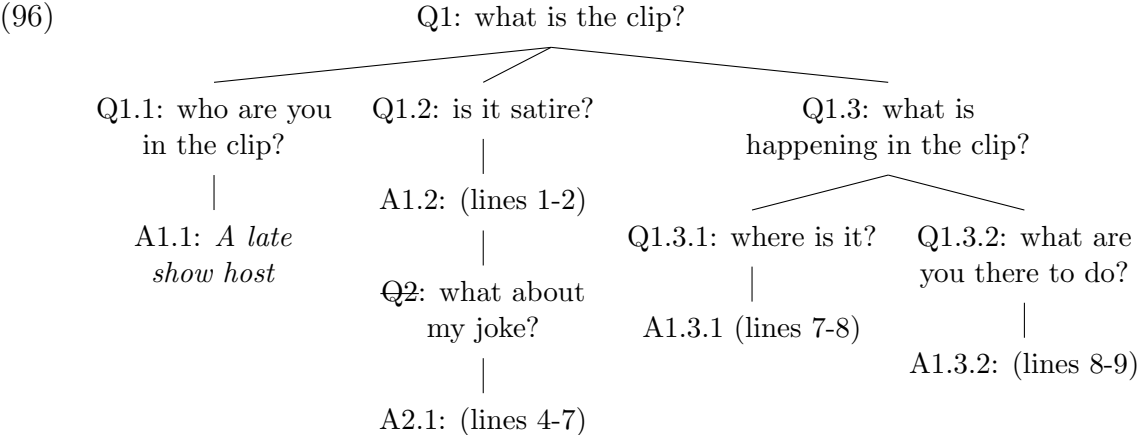 (96)
Q1: what is the clip?
Q1.1: who are you
in the clip?
Q1.2: is it satire?
Q1.3: what is
happening in the clip?
A1.2: (lines 1-2)
A1.1: A late
show host
Q1.3.1: where is it?
Q1.3.2: what are
you there to do?
Q2: what about
my joke?
A1.3.1 (lines 7-8)
A1.3.2: (lines 8-9)
A2.1: (lines 4-7)